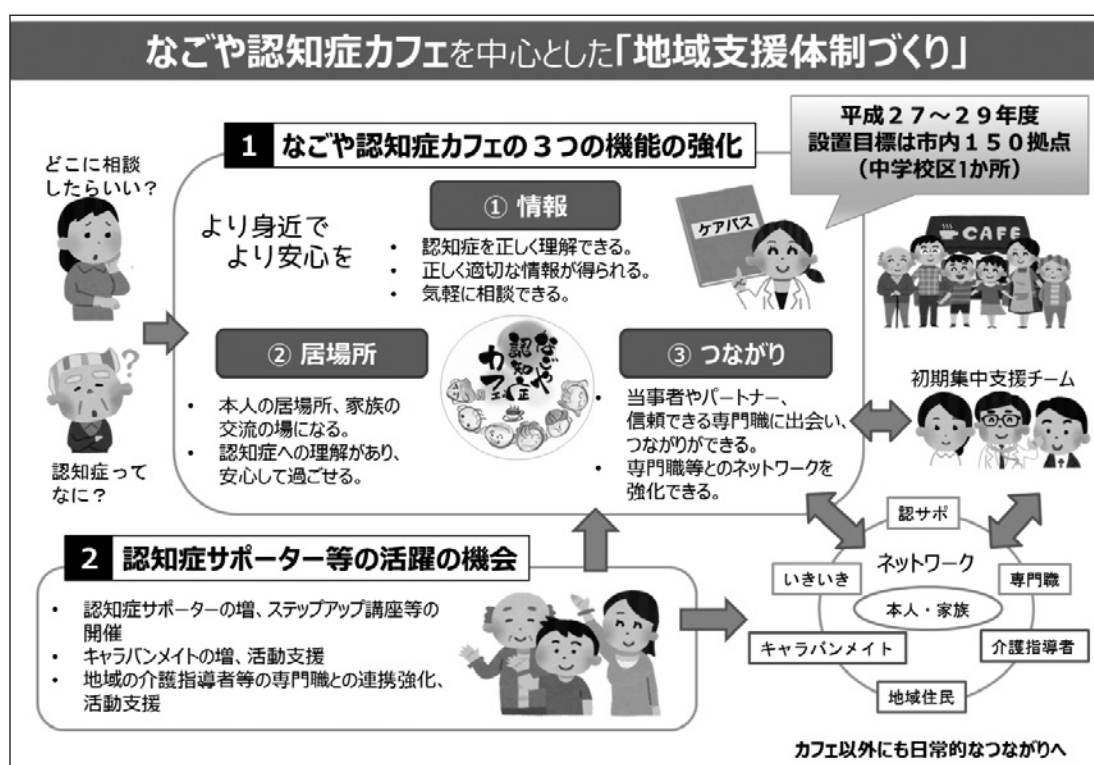 なごや認知症カフェを中心とした「地域支援体制づくり」
平成27～29年度
設置目標は市内150拠点
（中学校区1か所）
1 なごや認知症カフェの3つの機能の強化
どこに相談
したらいい？
より身近で
より安心を
① 情報
• 認知症を正しく理解できる。
• 正しく適切な情報が得られる。
• 気軽に相談できる。
ケアパス
CAFE
② 居場所
• 本人の居場所、家族の
交流の場になる。
• 認知症への理解があり、
安心して過ごせる。
なごや
認知症
カフェ
③ つながり
• 当事者やパートナー、
信頼できる専門職に出会い、
つながりができる。
• 専門職等とのネットワークを
強化できる。
?
認知症って
なに？
初期集中支援チーム
2 認知症サポーター等の活躍の機会
• 認知症サポーターの増、ステップアップ講座等の
開催
• キャラバンメイトの増、活動支援
• 地域の介護指導者等の専門職との連携強化、
活動支援
認サポ
ネットワーク
いきいき
専門職
本人・家族
キャラバンメイト
介護指導者
地域住民
カフェ以外にも日常的なつながりへ